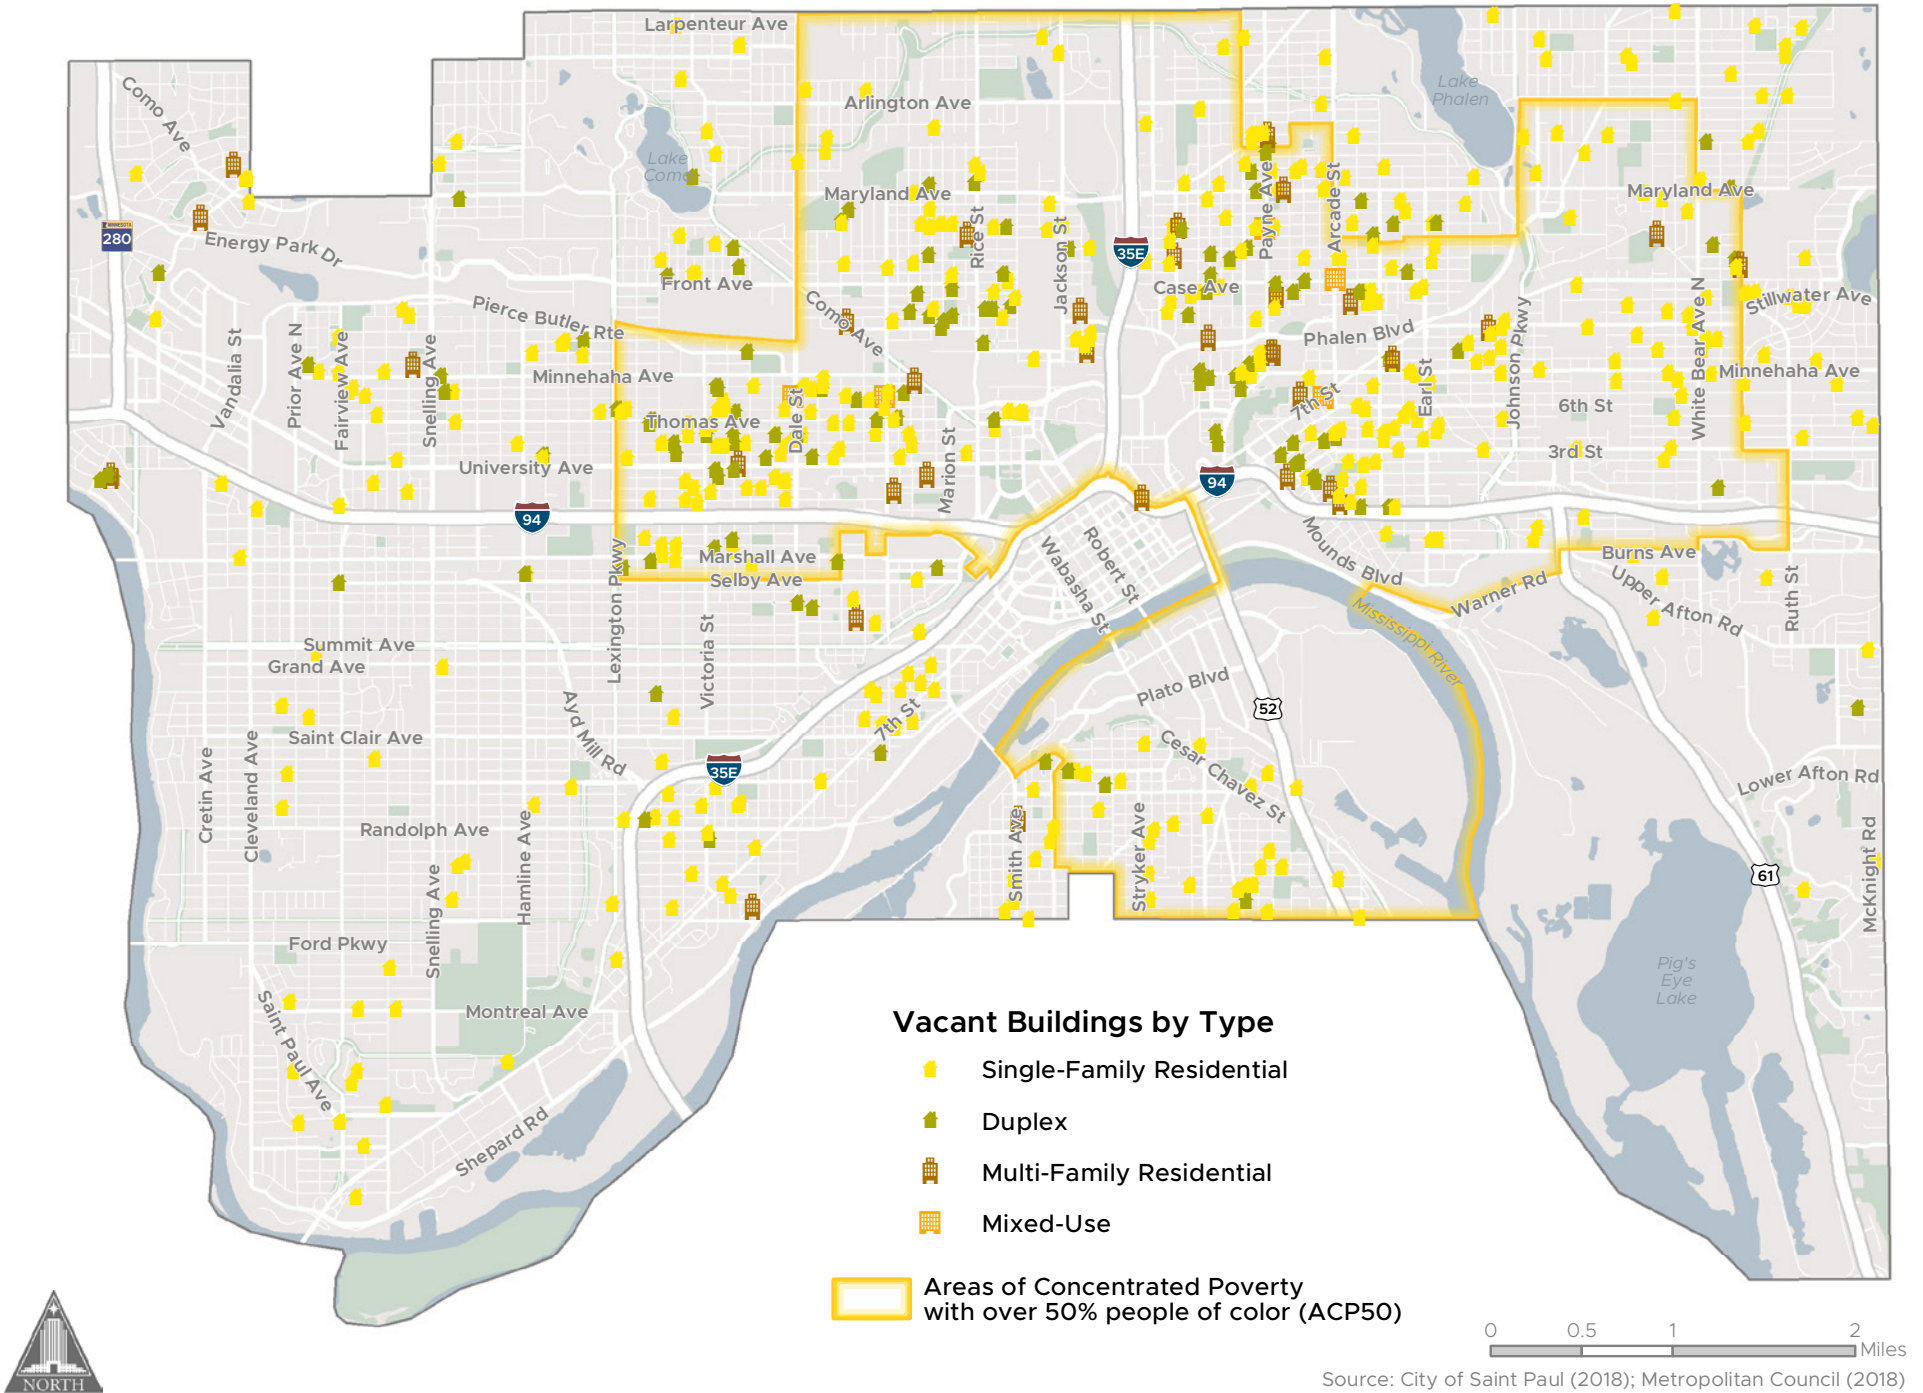 Larpenteur Ave
Como Ave
Arlington Ave
Lake
Phalen
Lake
Como
Maryland Ave
Maryland Ave
MINNESOTA
280
Energy Park Dr
Rice St
Jackson St
35E
Payne Ave
Arcade St
Front Ave
Case Ave
Como Ave
Pierce Butler Rte
Phalen Blvd
Johnson Pkwy
White Bear Ave N
Stillwater Ave
Vandalia St
Prior Ave N
Fairview Ave
Snelling Ave
Minnehaha Ave
Minnehaha Ave
Thomas Ave
Dale St
Marion St
7th St
Earl St
6th St
3rd St
University Ave
94
94
Marshall Ave
Selby Ave
Lexington Pkwy
Victoria St
Wabasha St
Robert St
Mounds Blvd
Burns Ave
Upper Afton Rd
Warner Rd
Ruth St
Mississippi River
Summit Ave
Grand Ave
Plato Blvd
52
Ayd Mill Rd
7th St
Saint Clair Ave
Cesar Chavez St
35E
Cretin Ave
Cleveland Ave
Lower Afton Rd
Randolph Ave
Hamline Ave
Snelling Ave
Smith Ave
Stryker Ave
61
McKnight Rd
Ford Pkwy
Pig's
Eye
Lake
Saint Paul Ave
Montreal Ave
Shepard Rd
Vacant Buildings by Type
Single-Family Residential
Duplex
Multi-Family Residential
Mixed-Use
Areas of Concentrated Poverty
with over 50% people of color (ACP50)
0 0.5 1 2
Miles
Source: City of Saint Paul (2018); Metropolitan Council (2018)
NORTH